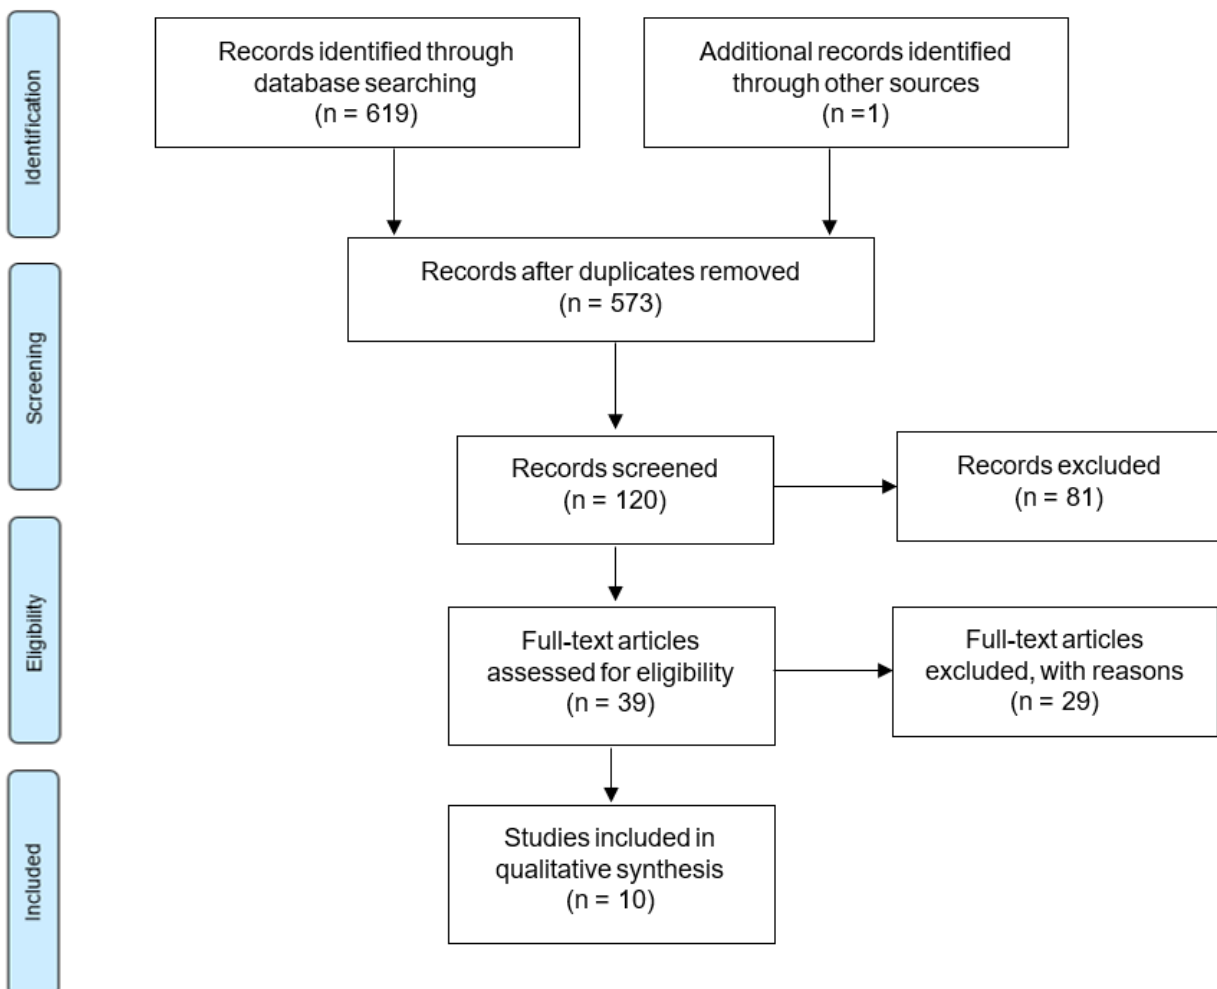 Identification
Records identified through
database searching
(n = 619)
Additional records identified
through other sources
(n =1)
Records after duplicates removed
(n = 573)
Screening
Records screened
(n = 120)
Records excluded
(n = 81)
Eligibility
Full-text articles
assessed for eligibility
(n = 39)
Full-text articles
excluded, with reasons
(n = 29)
Included
Studies included in
qualitative synthesis
(n = 10)